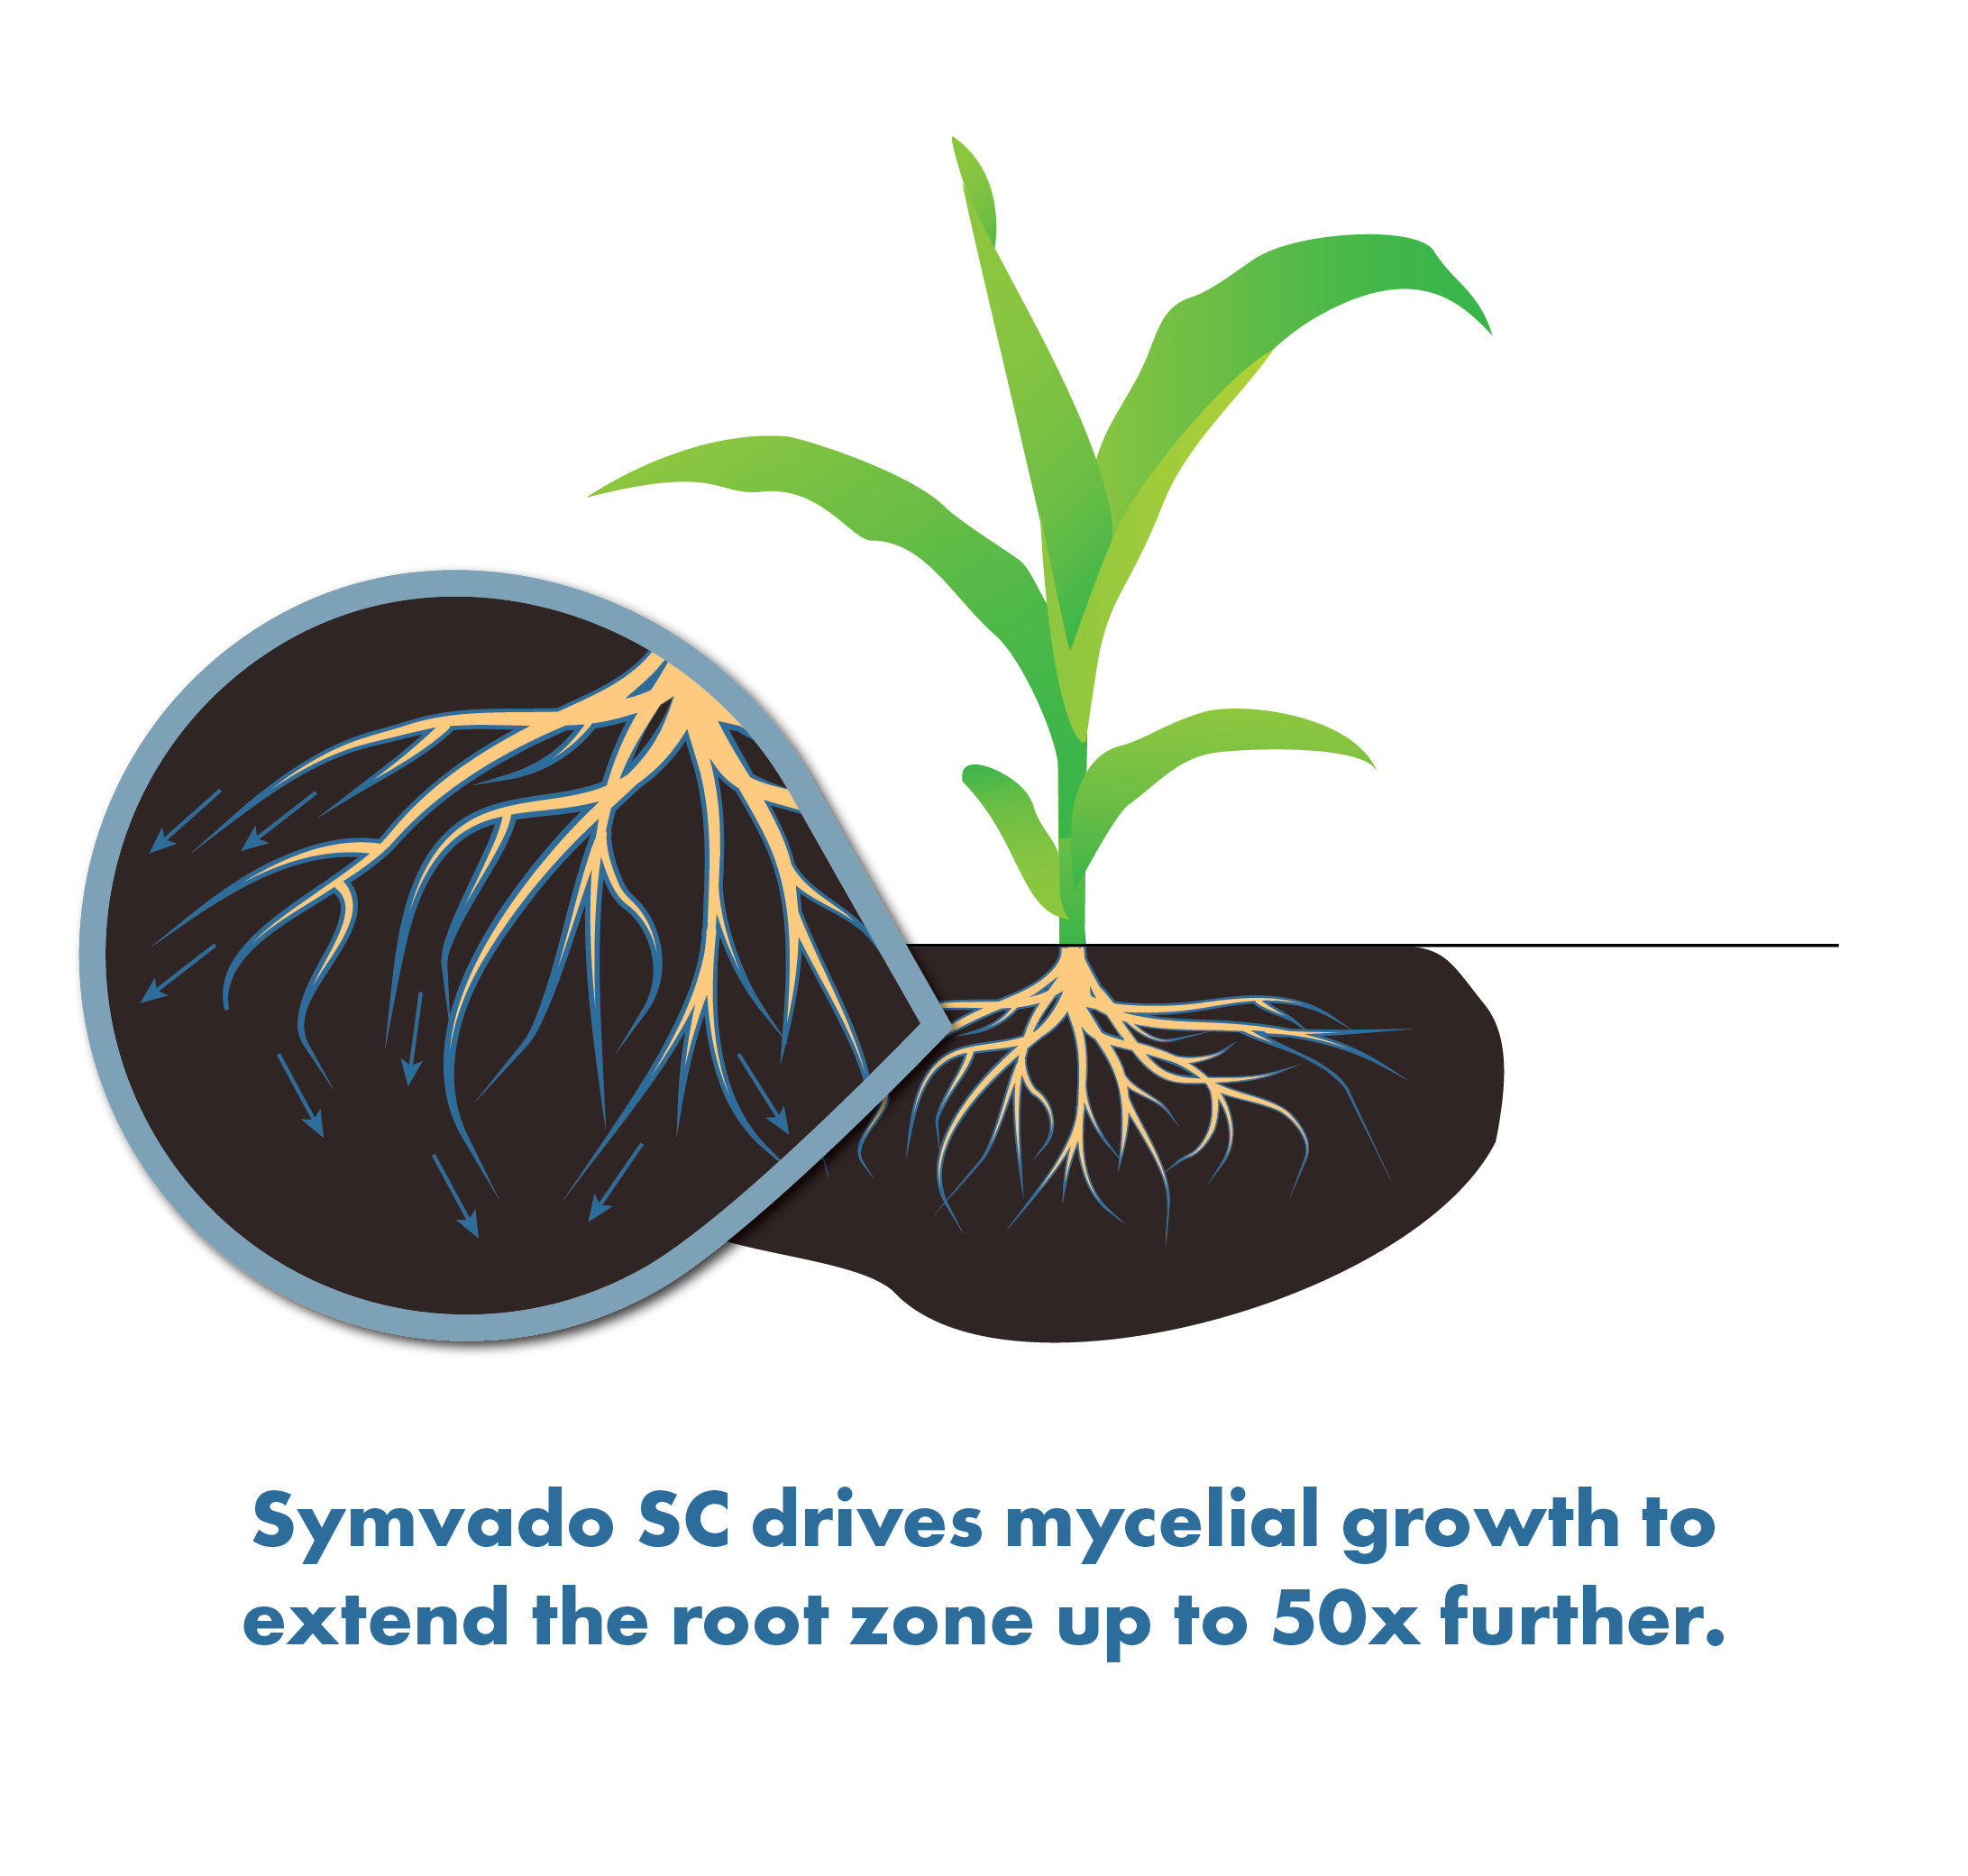 Symvado SC drives mycelial growth to
extend the root zone up to 50x further.